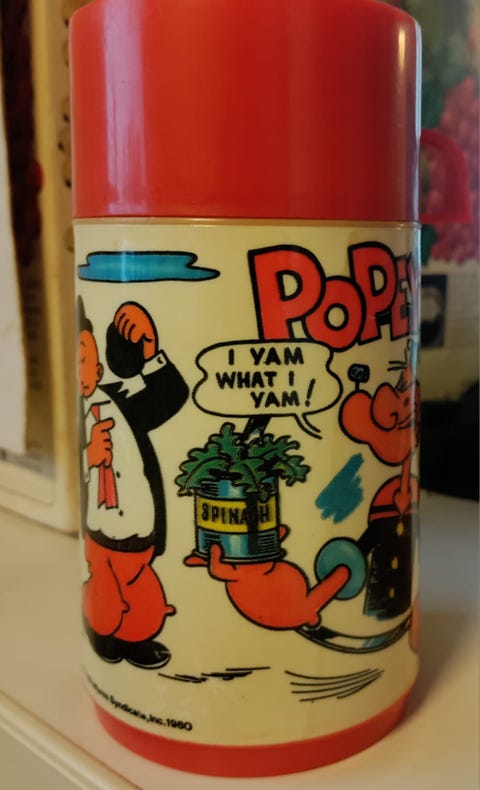 POPE
I YAM
WHAT I
YAM!
SPINACH
Syndicate, Inc. 1980